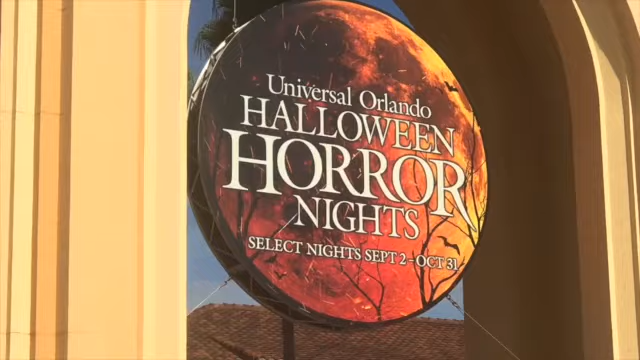 Universal Orlando
HALLOWEEN
HORROR
NIGHTS
SELECT NIGHTS SEPT 2-OCT 31